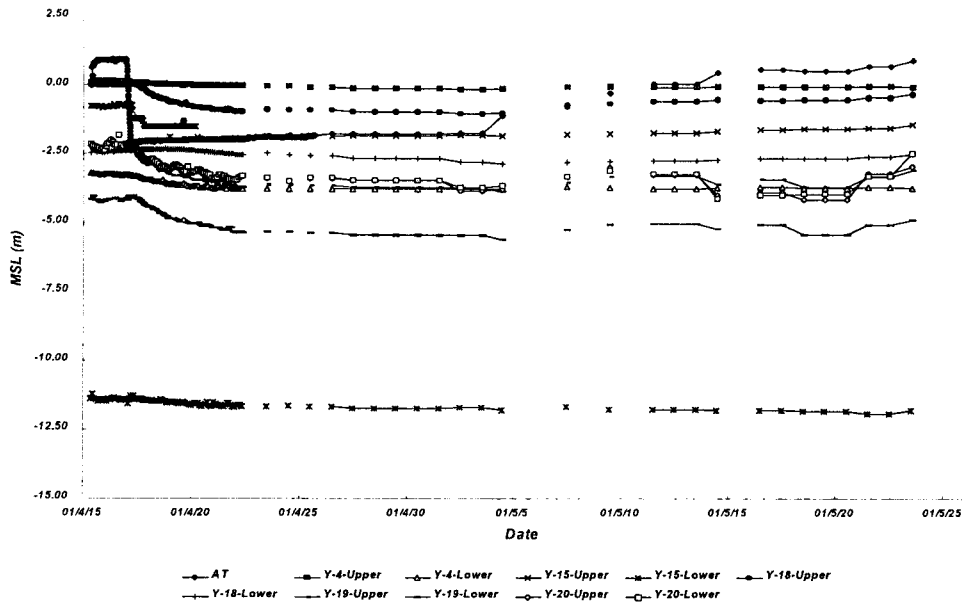 2.50
0.00
-2.50
-5.00
-7.50
-10.00
-12.50
-15.00
MSL (m)
01/4/15 01/4/20 01/4/25 01/4/30 01/5/5 01/5/10 01/5/15 01/5/20 01/5/25
Date
AT Y-4-Upper Y-4-Lower Y-15-Upper Y-15-Lower Y-18-Upper
Y-18-Lower Y-19-Upper Y-19-Lower Y-20-Upper Y-20-Lower